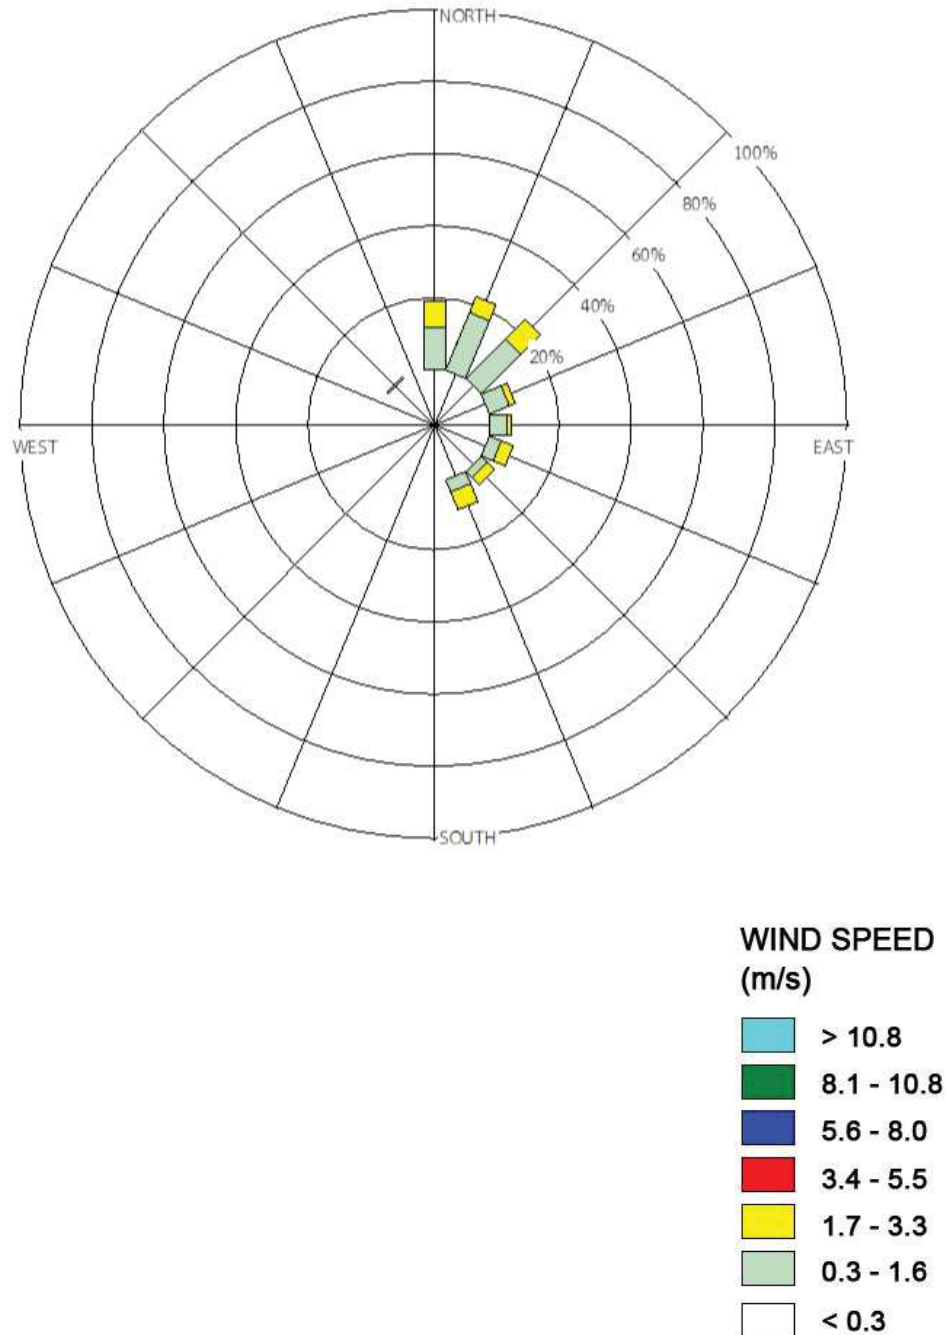 NORTH
100%
80%
60%
40%
20%
WEST
EAST
SOUTH
WIND SPEED
(m/s)
> 10.8
8.1 - 10.8
5.6 - 8.0
3.4 - 5.5
1.7 - 3.3
0.3 - 1.6
< 0.3